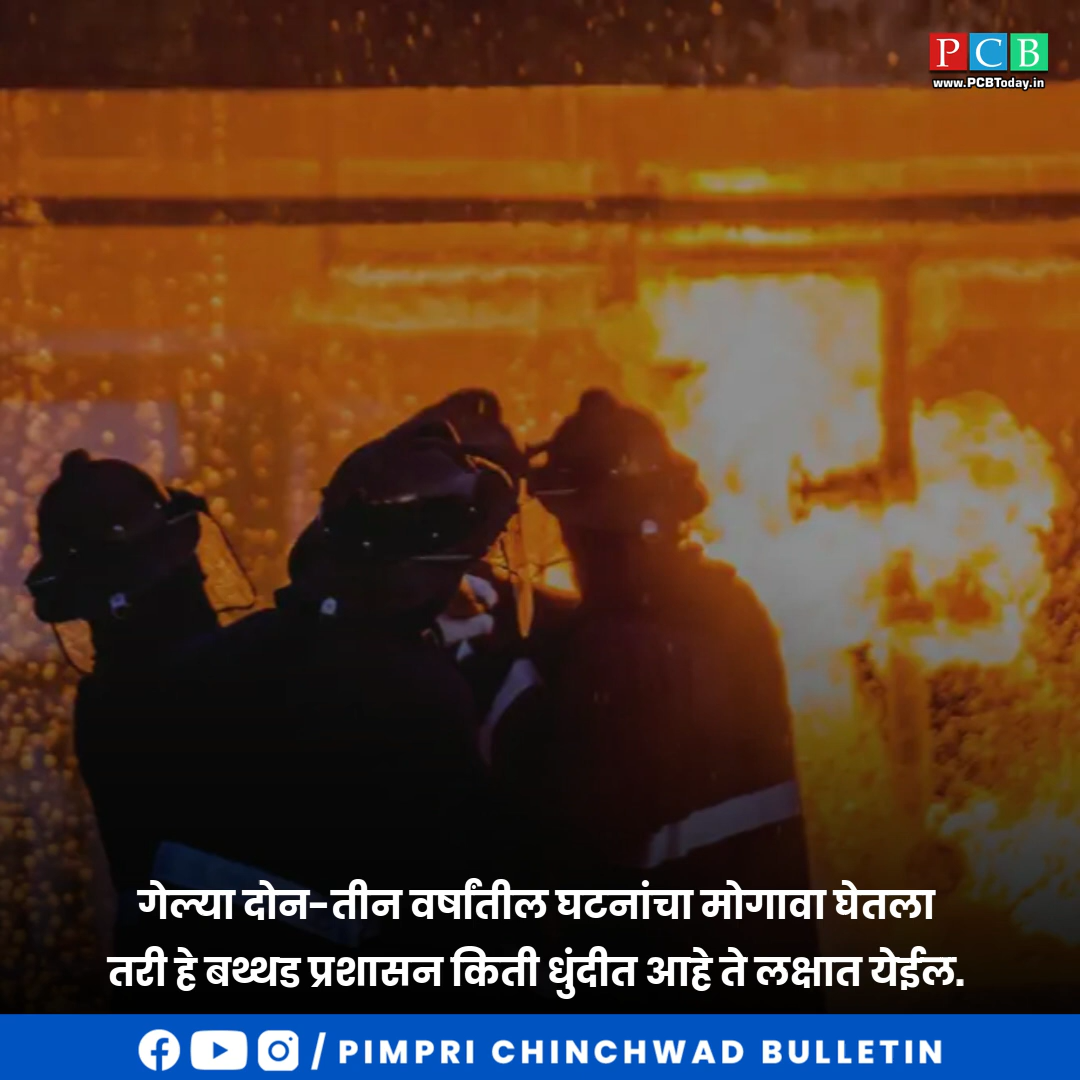 PCB
www.PCBToday.in
गेल्या दोन-तीन वर्षांतील घटनांचा मोगावा घेतला
तरी हे बथ्थड प्रशासन किती धुंदीत आहे ते लक्षात येईल.
/ PIMPRI CHINCHWAD BULLETIN